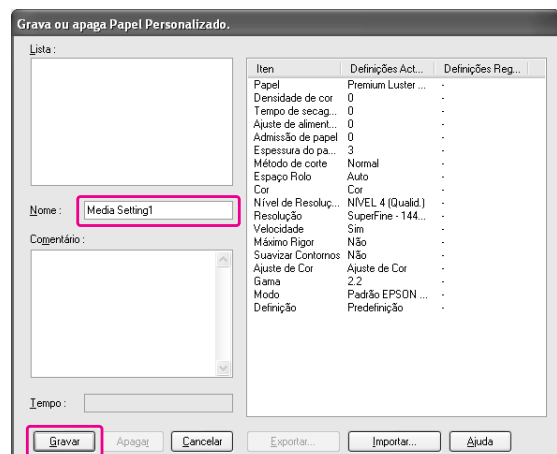 Grava ou apaga Papel Personalizado.
Lista :
Nome : Media Setting1
Comentário :
Tempo :
Iten Definições Act... Definições Reg...
Papel Premium Luster ... -
Densidade de cor 0 -
Tempo de secag... 0 -
Ajuste de aliment... 0 -
Admissão de papel 0 -
Espessura do pa... 3 -
Método de corte Normal -
Espaço Rolo Auto -
Cor Cor -
Nível de Resoluç... NÍVEL 4 (Qualid.) -
Resolução SuperFine - 144... -
Velocidade Sim -
Máximo Rigor Não -
Suavizar Contornos Não -
Ajuste de Cor Ajuste de Cor -
Gama 2.2 -
Modo Padrão EPSON ... -
Definição Predefinição -
Gravar Apagar Cancelar Exportar... Importar... Ajuda